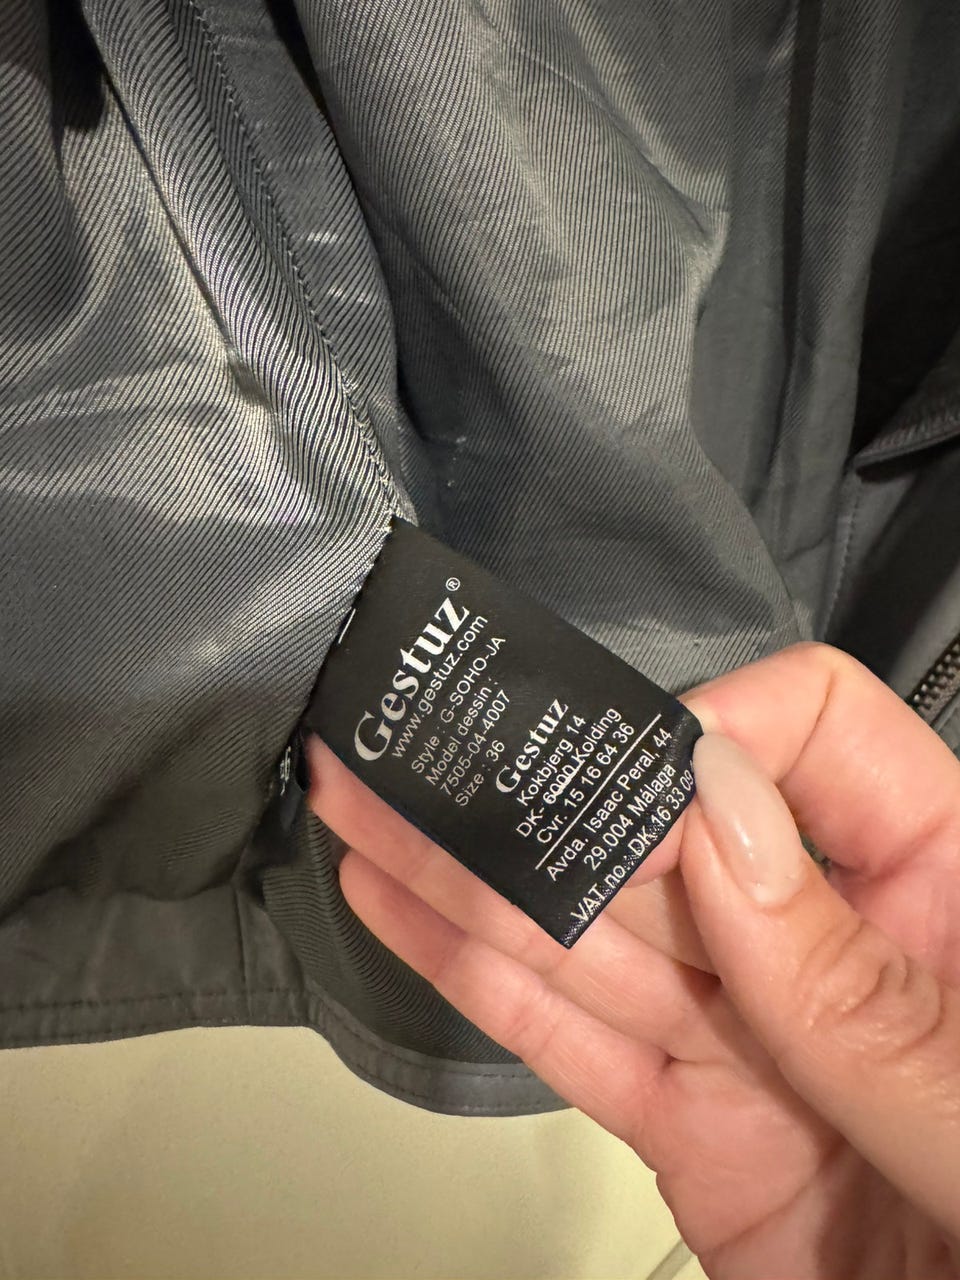 Gestuz®
www.gestuz.com
Style : G-SOHO-JA
Model dessin :
7505-04.4007
Size : 36
Gestuz
Kokbjerg 14
DK- 6000 Kolding
Cvr. 15 16 64 36
Avda. Isaac Peral, 44
29.004 Málaga
VAT no.: DK 16 33 09